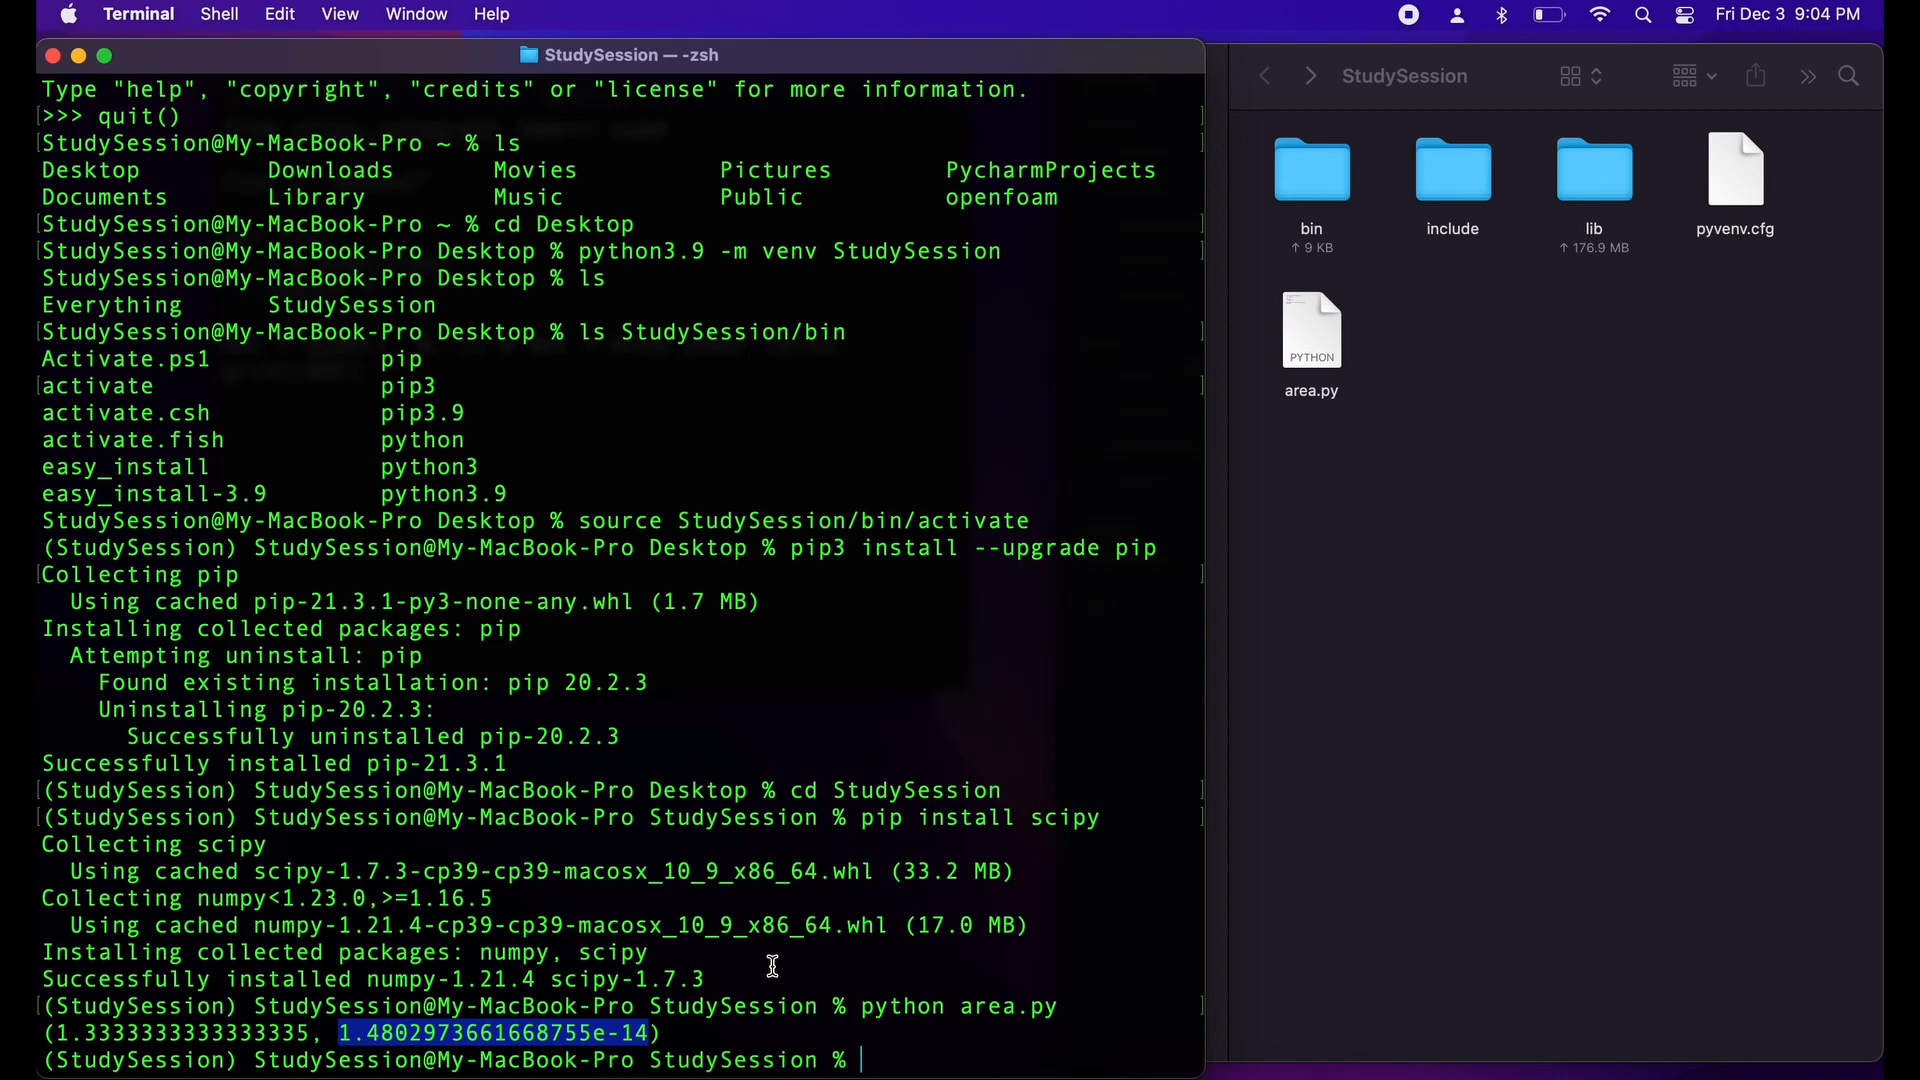 Terminal Shell Edit View Window Help Fri Dec 3 9:04 PM
StudySession — -zsh
Type "help", "copyright", "credits" or "license" for more information.
>>> quit()
StudySession@My-MacBook-Pro ~ % ls
Desktop Downloads Movies Pictures PycharmProjects
Documents Library Music Public openfoam
StudySession@My-MacBook-Pro ~ % cd Desktop
StudySession@My-MacBook-Pro Desktop % python3.9 -m venv StudySession
StudySession@My-MacBook-Pro Desktop % ls
Everything StudySession
StudySession@My-MacBook-Pro Desktop % ls StudySession/bin
Activate.ps1 pip
activate pip3
activate.csh pip3.9
activate.fish python
easy_install python3
easy_install-3.9 python3.9
StudySession@My-MacBook-Pro Desktop % source StudySession/bin/activate
(StudySession) StudySession@My-MacBook-Pro Desktop % pip3 install --upgrade pip
Collecting pip
Using cached pip-21.3.1-py3-none-any.whl (1.7 MB)
Installing collected packages: pip
Attempting uninstall: pip
Found existing installation: pip 20.2.3
Uninstalling pip-20.2.3:
Successfully uninstalled pip-20.2.3
Successfully installed pip-21.3.1
(StudySession) StudySession@My-MacBook-Pro Desktop % cd StudySession
(StudySession) StudySession@My-MacBook-Pro StudySession % pip install scipy
Collecting scipy
Using cached scipy-1.7.3-cp39-cp39-macosx_10_9_x86_64.whl (33.2 MB)
Collecting numpy<1.23.0,>=1.16.5
Using cached numpy-1.21.4-cp39-cp39-macosx_10_9_x86_64.whl (17.0 MB)
Installing collected packages: numpy, scipy
Successfully installed numpy-1.21.4 scipy-1.7.3
(StudySession) StudySession@My-MacBook-Pro StudySession % python area.py
(1.3333333333333335, 1.4802973661668755e-14)
(StudySession) StudySession@My-MacBook-Pro StudySession %
StudySession
bin include lib pyvenv.cfg
↑ 9 KB ↑ 176.9 MB
PYTHON
area.py